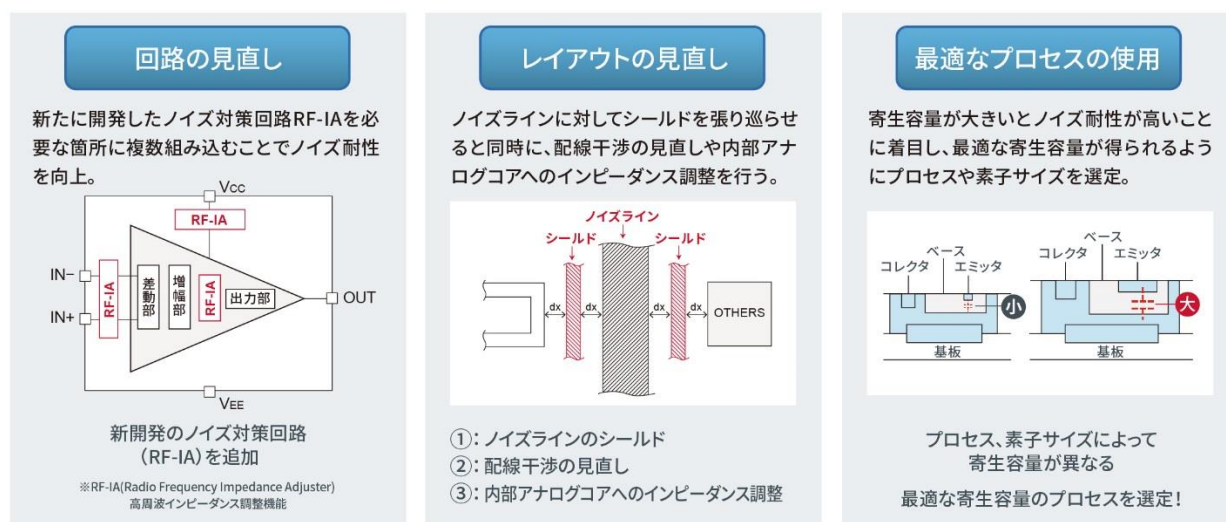 回路の見直し
新たに開発したノイズ対策回路RF-IAを必
要な箇所に複数組み込むことでノイズ耐性
を向上。
VCC
RF-IA
IN−
IN+
RF-IA
差動部
増幅部
RF-IA
出力部
OUT
VEE
新開発のノイズ対策回路
(RF-IA)を追加
※RF-IA(Radio Frequency Impedance Adjuster)
高周波インピーダンス調整機能
レイアウトの見直し
ノイズラインに対してシールドを張り巡らせ
ると同時に、配線干渉の見直しや内部アナ
ログコアへのインピーダンス調整を行う。
ノイズライン
シールド
シールド
dx
dx
dx
dx
OTHERS
①：ノイズラインのシールド
②：配線干渉の見直し
③：内部アナログコアへのインピーダンス調整
最適なプロセスの使用
寄生容量が大きいとノイズ耐性が高いこと
に着目し、最適な寄生容量が得られるよう
にプロセスや素子サイズを選定。
ベース
コレクタ
エミッタ
小
基板
ベース
コレクタ
エミッタ
大
基板
プロセス、素子サイズによって
寄生容量が異なる
最適な寄生容量のプロセスを選定！